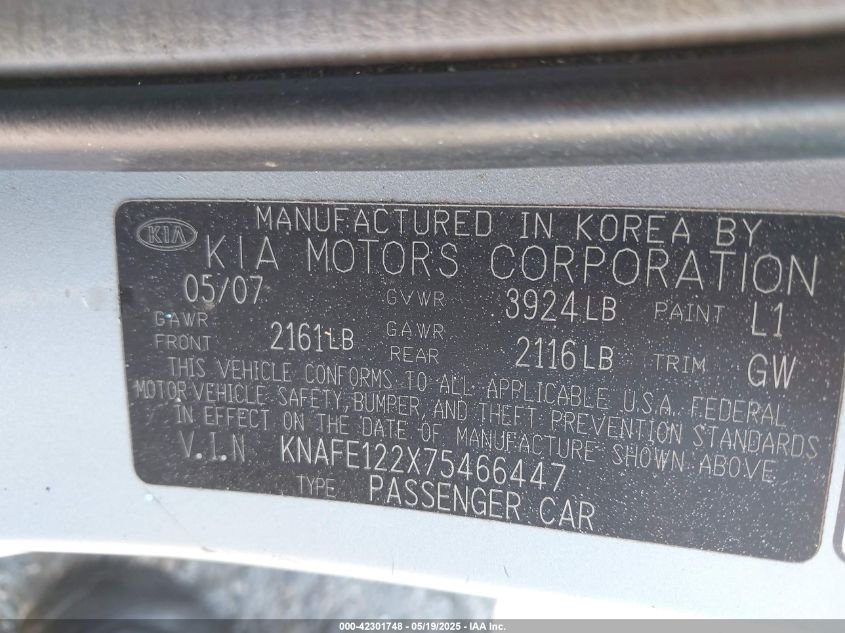 MANUFACTURED IN KOREA BY
KIA KIA MOTORS CORPORATION
05/07 GVWR 3924LB PAINT L1
GAWR FRONT 2161LB GAWR REAR 2116LB TRIM GW
THIS VEHICLE CONFORMS TO ALL APPLICABLE U.S.A. FEDERAL
MOTOR-VEHICLE SAFETY, BUMPER, AND THEFT PREVENTION STANDARDS
IN EFFECT ON THE DATE OF MANUFACTURE SHOWN ABOVE
V.I.N KNAFE122X75466447
TYPE PASSENGER CAR
000-42301748 - 05/19/2025 - IAA Inc.